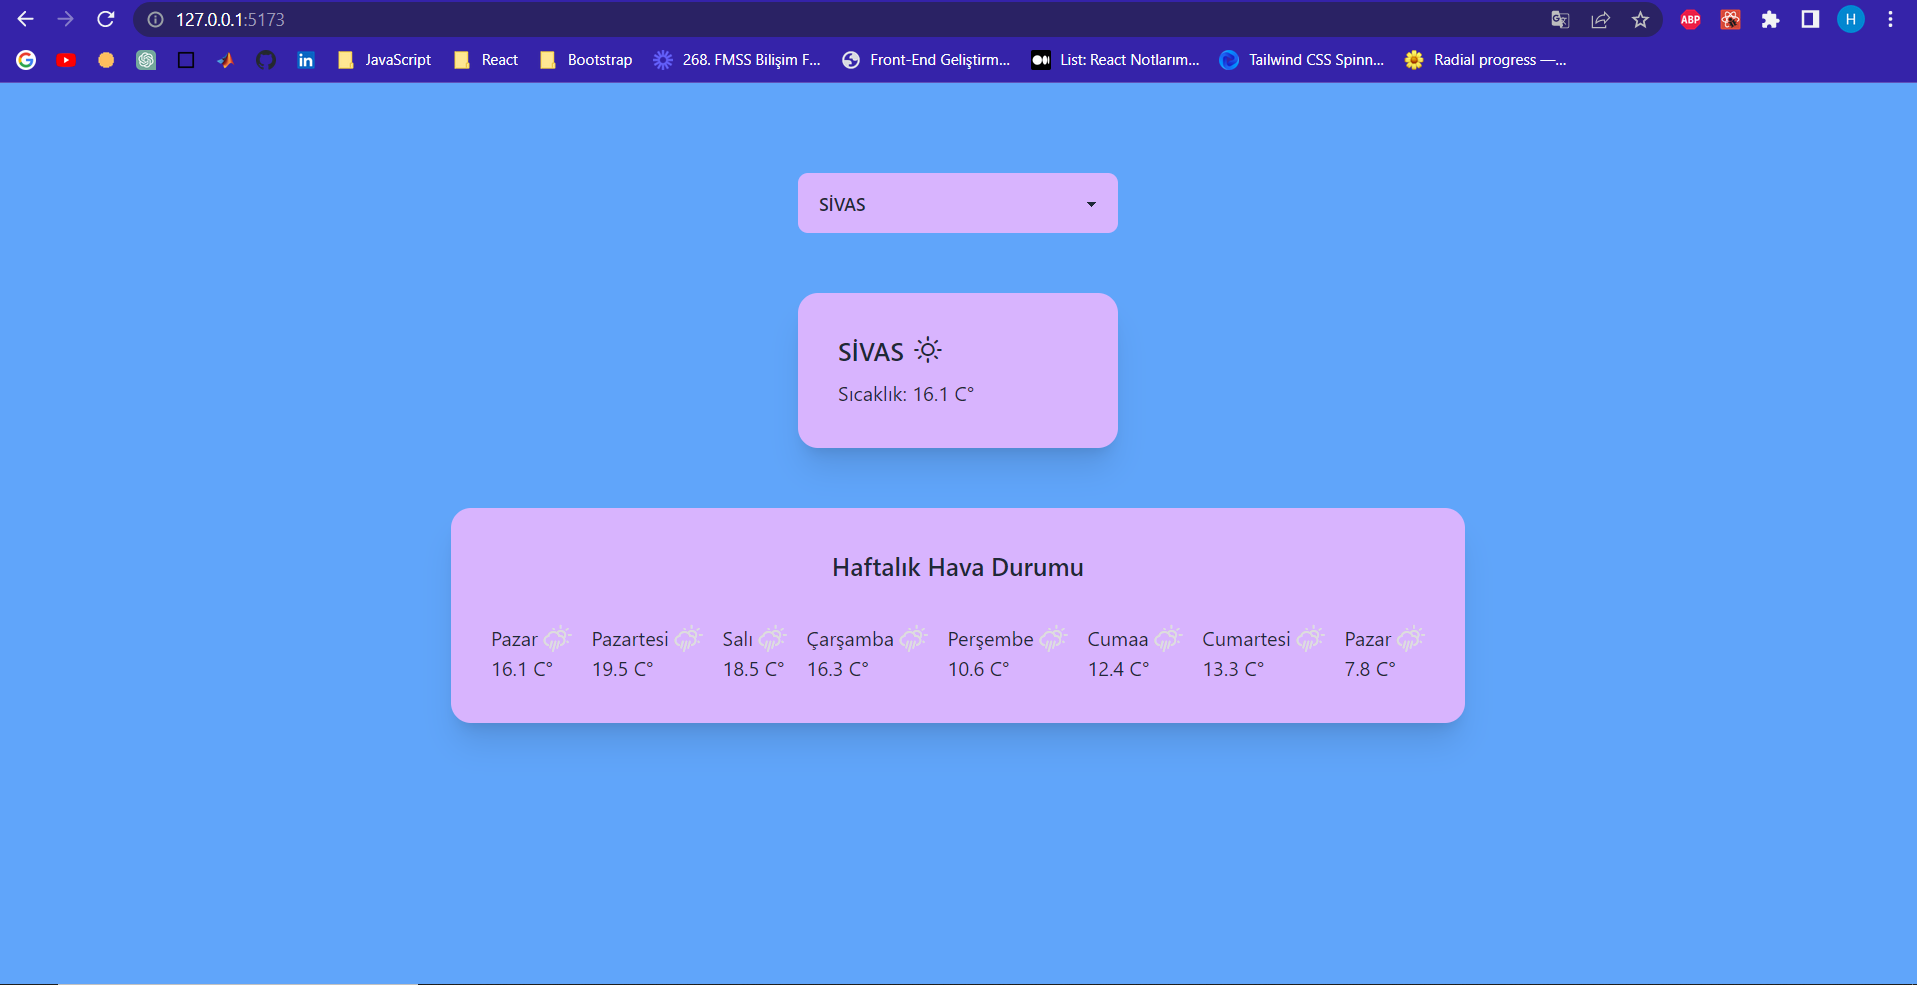 127.0.0.1:5173
ABP
H
in JavaScript React Bootstrap 268. FMSS Bilişim F... Front-End Geliştirm... List: React Notlarım... Tailwind CSS Spinn... Radial progress —...
SİVAS
SİVAS
Sıcaklık: 16.1 C°
Haftalık Hava Durumu
Pazar Pazartesi Salı Çarşamba Perşembe Cumaa Cumartesi Pazar
16.1 C° 19.5 C° 18.5 C° 16.3 C° 10.6 C° 12.4 C° 13.3 C° 7.8 C°